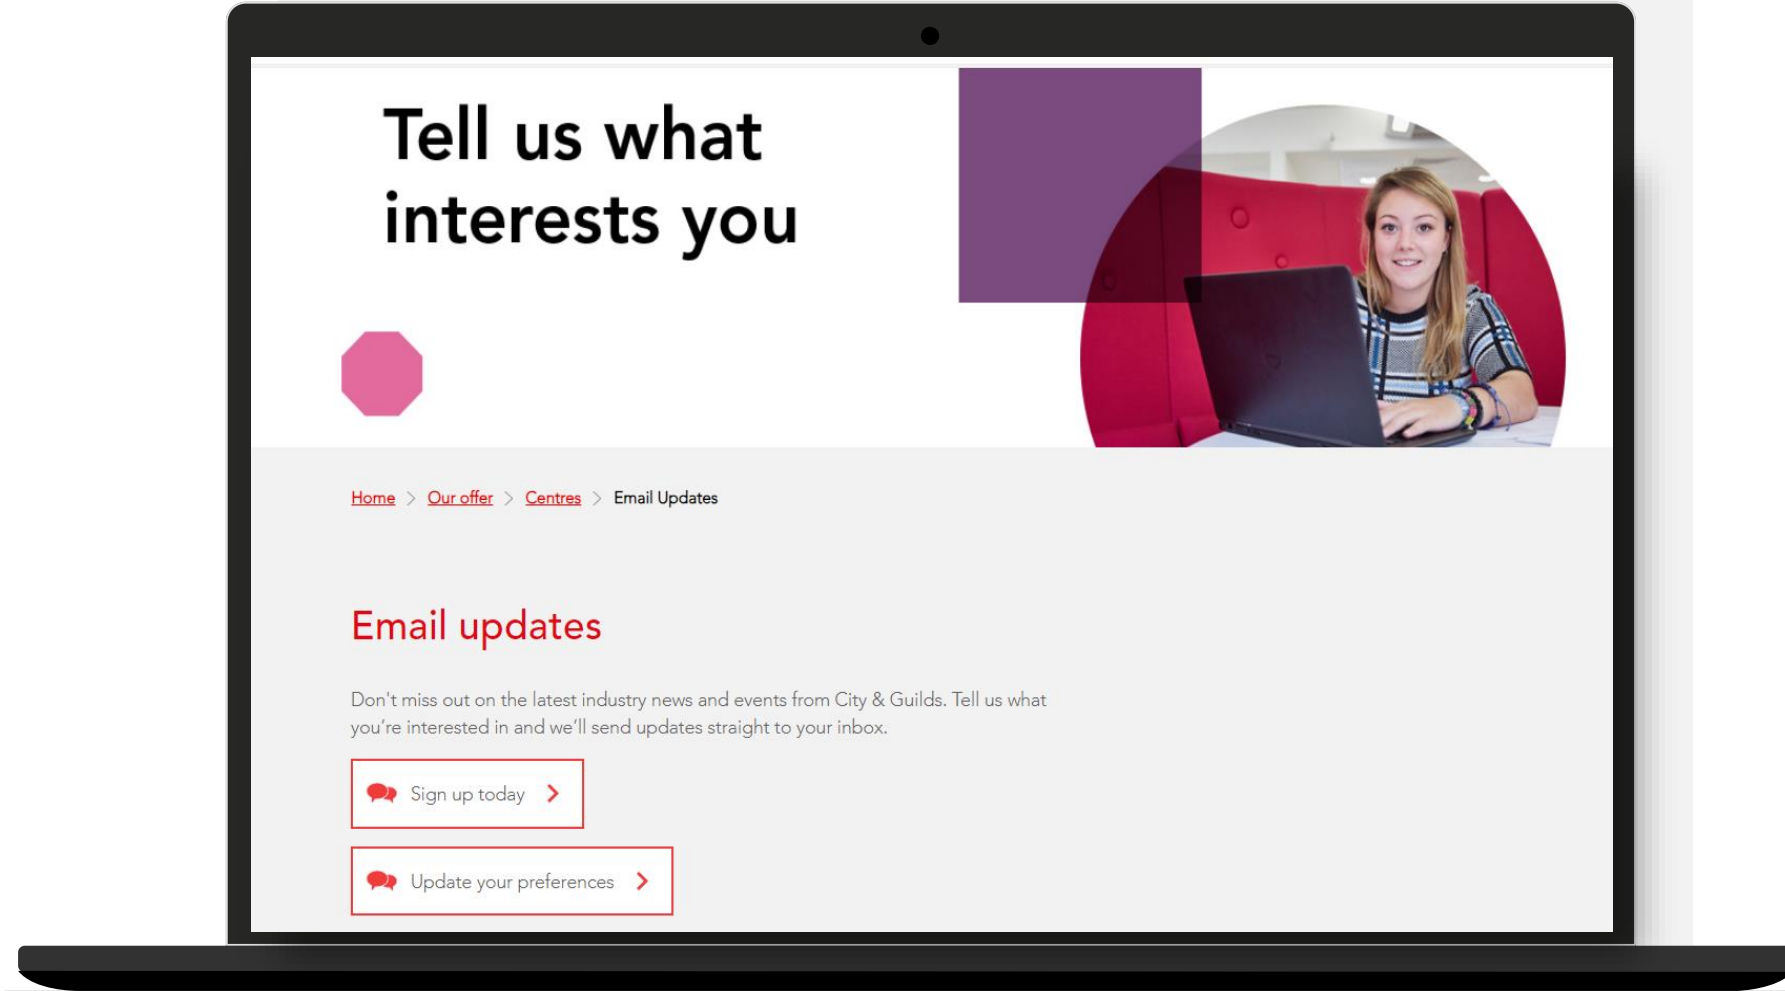 Tell us what
interests you
Home > Our offer > Centres > Email Updates
Email updates
Don't miss out on the latest industry news and events from City & Guilds. Tell us what
you're interested in and we'll send updates straight to your inbox.
Sign up today
Update your preferences